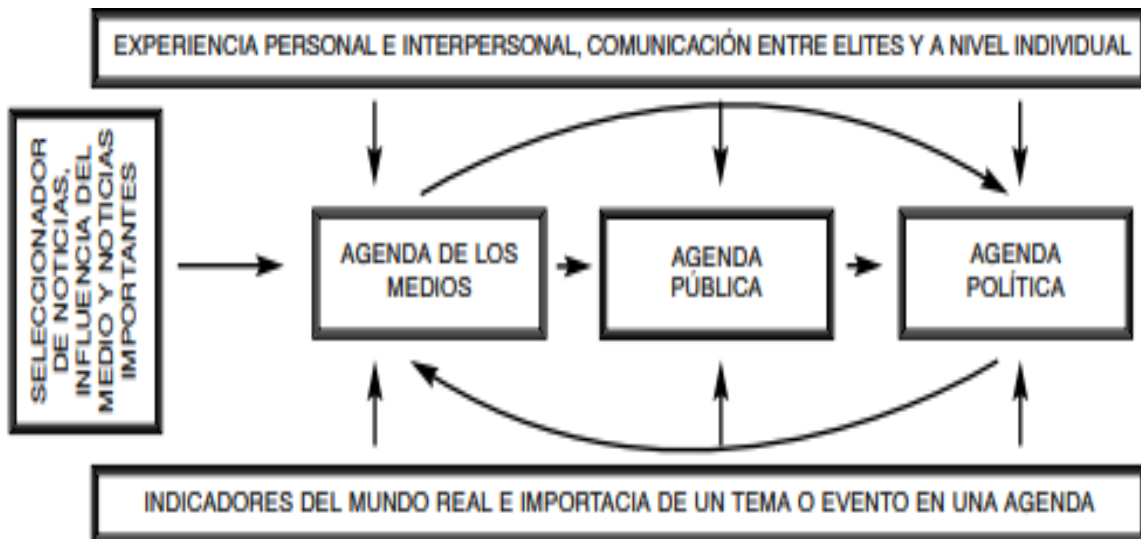 EXPERIENCIA PERSONAL E INTERPERSONAL, COMUNICACIÓN ENTRE ELITES Y A NIVEL INDIVIDUAL
SELECCIONADOR
DE NOTICIAS,
INFLUENCIA DEL
MEDIO Y NOTICIAS
IMPORTANTES
AGENDA DE LOS
MEDIOS
AGENDA
PÚBLICA
AGENDA
POLÍTICA
INDICADORES DEL MUNDO REAL E IMPORTACIA DE UN TEMA O EVENTO EN UNA AGENDA